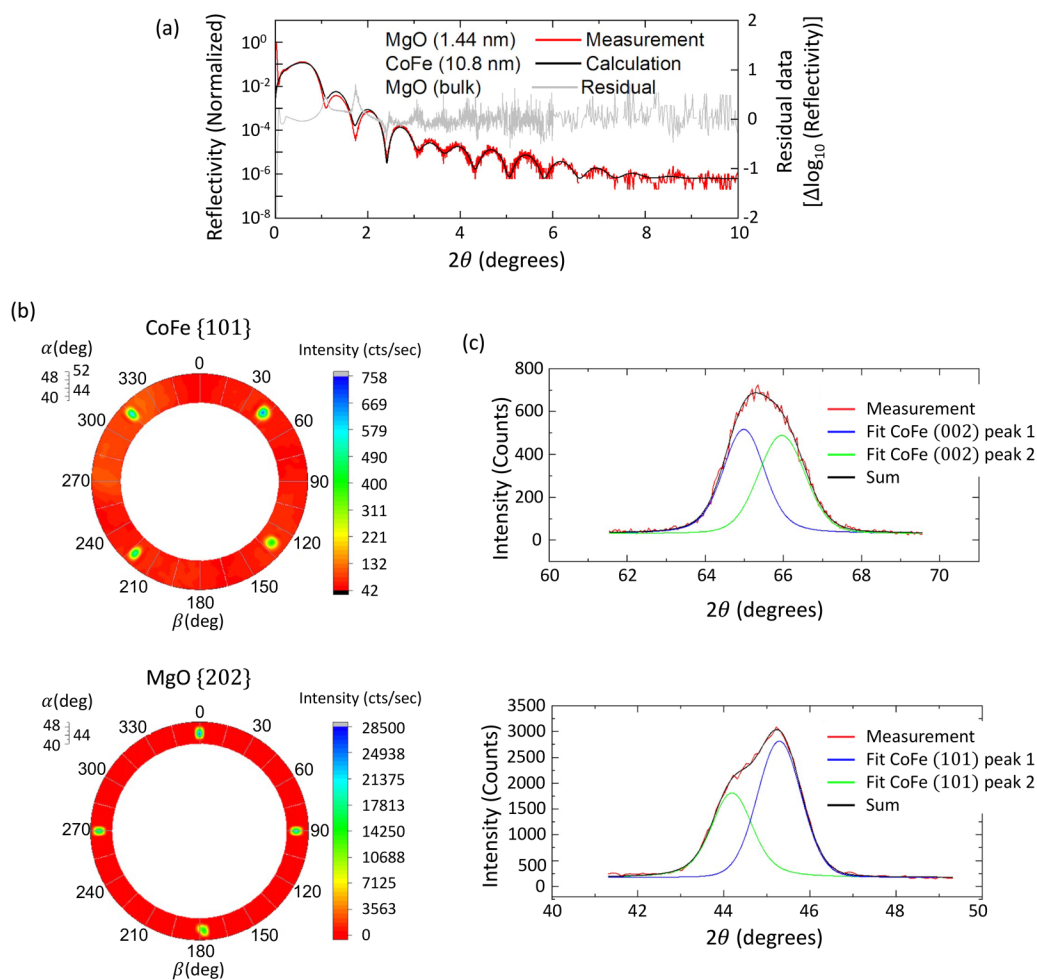 (a)
Reflectivity (Normalized)
10⁰
10⁻²
10⁻⁴
10⁻⁶
10⁻⁸
MgO (1.44 nm)
CoFe (10.8 nm)
MgO (bulk)
Measurement
Calculation
Residual
2
1
0
-1
-2
Residual data
[Δlog₁₀ (Reflectivity)]
0 2 4 6 8 10
2θ (degrees)
(b)
CoFe {101}
α(deg)
48 52
40 44
0
30
60
90
120
150
180
210
240
270
300
330
β(deg)
Intensity (cts/sec)
758
669
579
490
400
311
221
132
42
MgO {202}
α(deg)
48
40 44
0
30
60
90
120
150
180
210
240
270
300
330
β(deg)
Intensity (cts/sec)
28500
24938
21375
17813
14250
10688
7125
3563
0
(c)
Intensity (Counts)
800
600
400
200
0
Measurement
Fit CoFe (002) peak 1
Fit CoFe (002) peak 2
Sum
60 62 64 66 68 70
2θ (degrees)
Intensity (Counts)
3500
3000
2500
2000
1500
1000
500
0
Measurement
Fit CoFe (101) peak 1
Fit CoFe (101) peak 2
Sum
40 42 44 46 48 50
2θ (degrees)